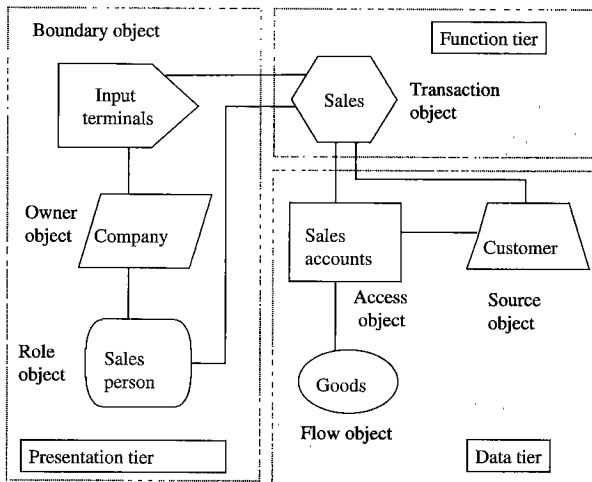 Boundary object
Input
terminals
Owner
object
Company
Role
object
Sales
person
Presentation tier
Function tier
Sales
Transaction
object
Sales
accounts
Access
object
Customer
Source
object
Goods
Flow object
Data tier